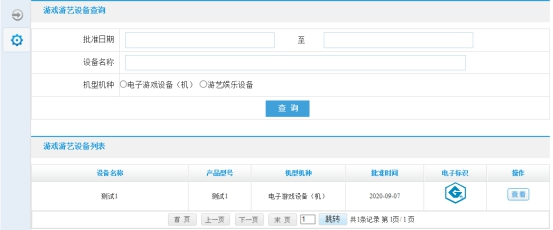 游戏游艺设备查询
批准日期 至
设备名称
机型机种 电子游戏设备（机） 游艺娱乐设备
查 询
游戏游艺设备列表
设备名称 产品型号 机型机种 批准时间 电子标识 操作
测试1 测试1 电子游戏设备（机） 2020-09-07 查看
首 页 上一页 下一页 末 页 1 跳转 共1条记录 第1页/1 页